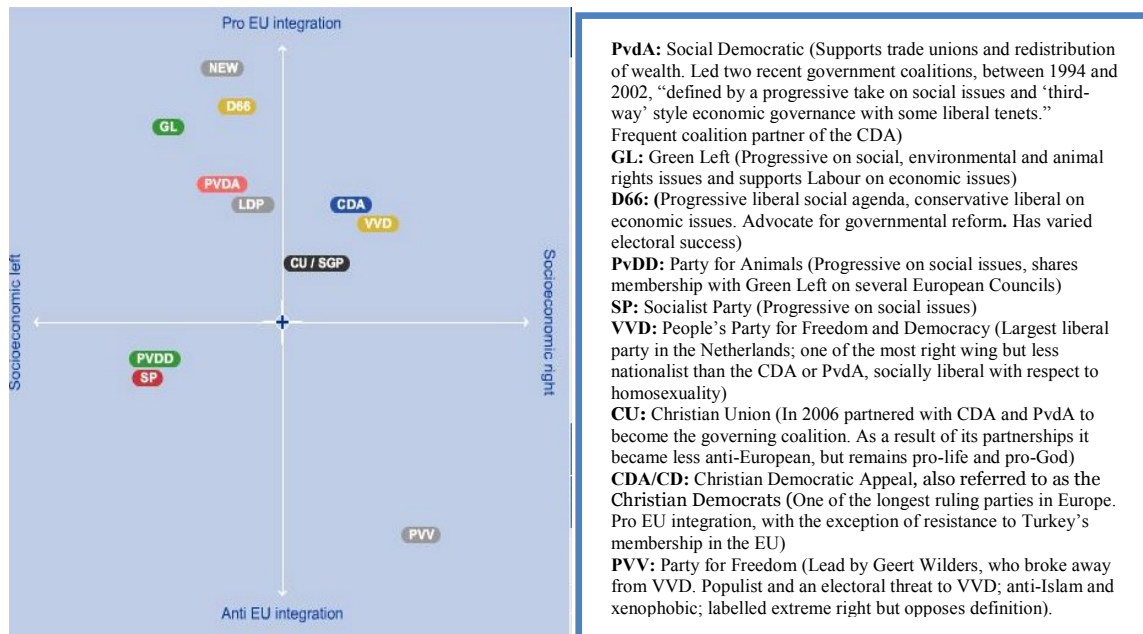 Pro EU integration
NEW
D66
GL
PVDA
LDP
CDA
VVD
CU / SGP
Socioeconomic left
Socioeconomic right
PVDD
SP
PVV
Anti EU integration
PvdA: Social Democratic (Supports trade unions and redistribution
of wealth. Led two recent government coalitions, between 1994 and
2002, “defined by a progressive take on social issues and ‘third-
way’ style economic governance with some liberal tenets.”
Frequent coalition partner of the CDA)
GL: Green Left (Progressive on social, environmental and animal
rights issues and supports Labour on economic issues)
D66: (Progressive liberal social agenda, conservative liberal on
economic issues. Advocate for governmental reform. Has varied
electoral success)
PvDD: Party for Animals (Progressive on social issues, shares
membership with Green Left on several European Councils)
SP: Socialist Party (Progressive on social issues)
VVD: People’s Party for Freedom and Democracy (Largest liberal
party in the Netherlands; one of the most right wing but less
nationalist than the CDA or PvdA, socially liberal with respect to
homosexuality)
CU: Christian Union (In 2006 partnered with CDA and PvdA to
become the governing coalition. As a result of its partnerships it
became less anti-European, but remains pro-life and pro-God)
CDA/CD: Christian Democratic Appeal, also referred to as the
Christian Democrats (One of the longest ruling parties in Europe.
Pro EU integration, with the exception of resistance to Turkey’s
membership in the EU)
PVV: Party for Freedom (Lead by Geert Wilders, who broke away
from VVD. Populist and an electoral threat to VVD; anti-Islam and
xenophobic; labelled extreme right but opposes definition).